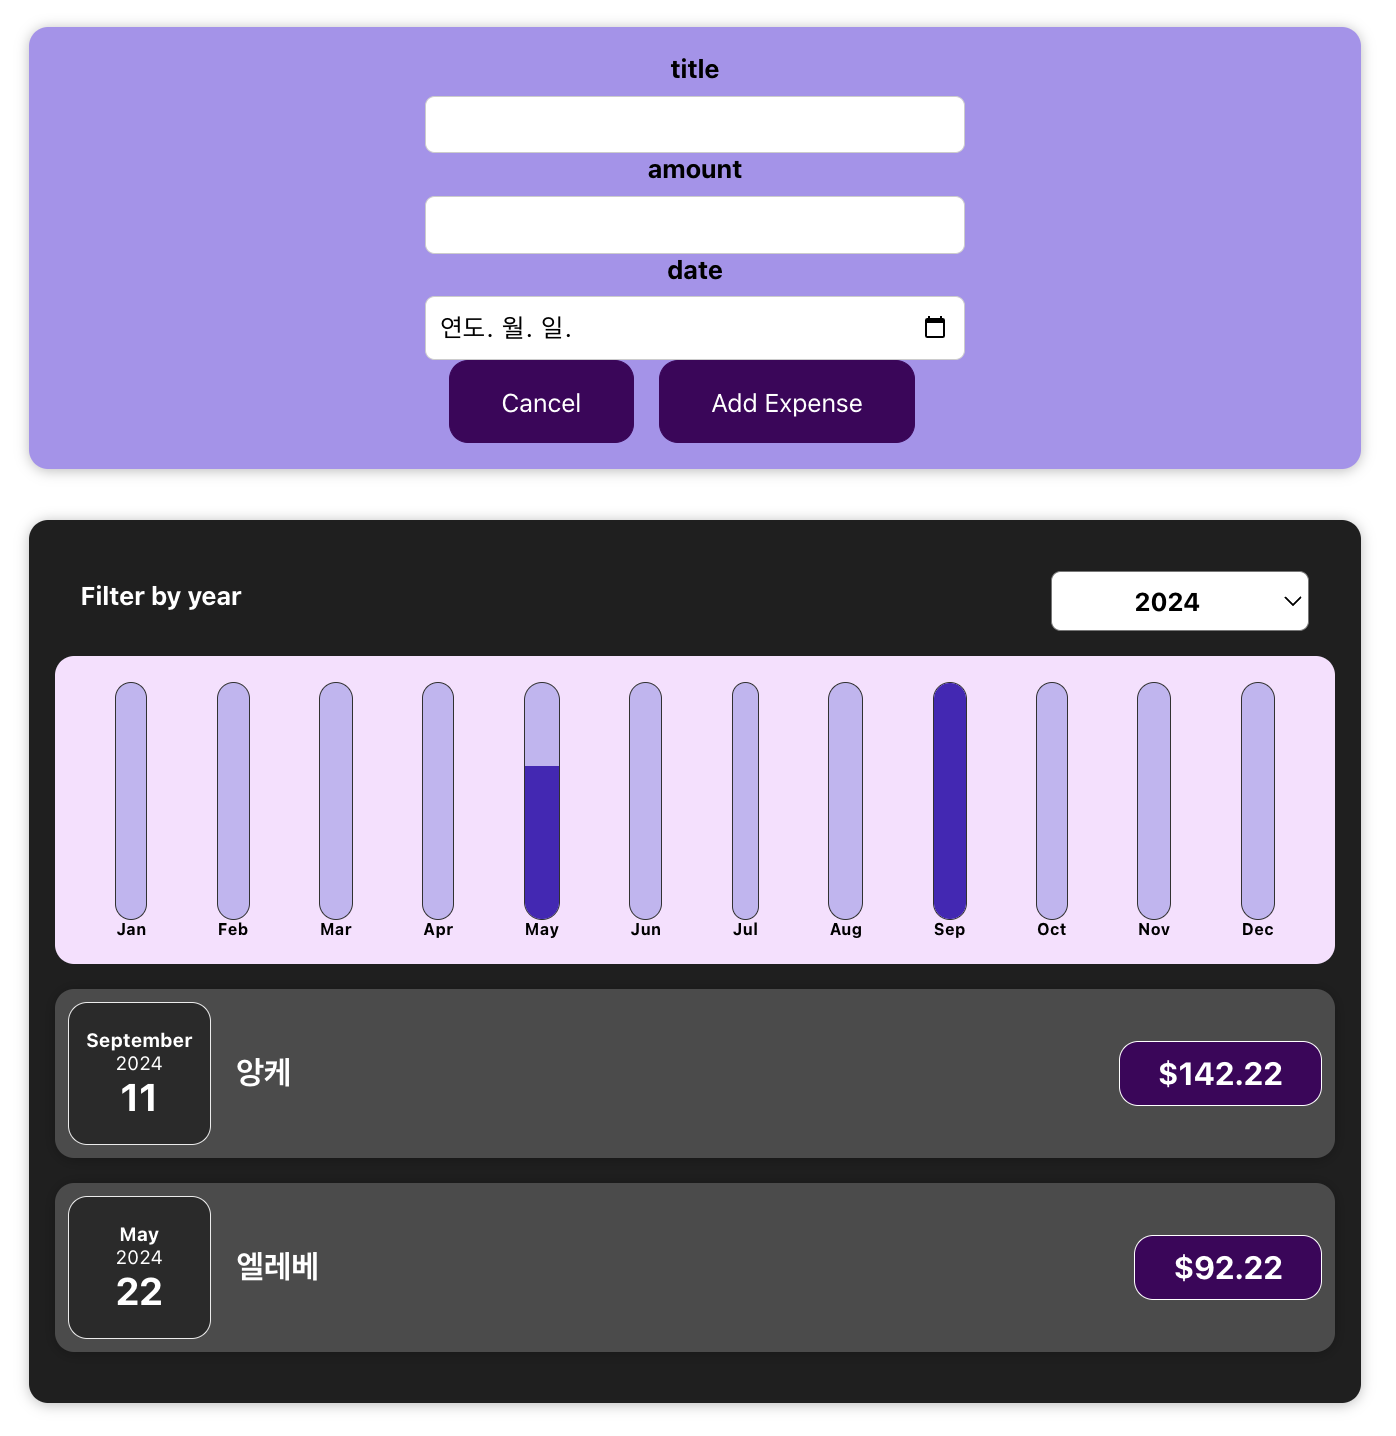 title
amount
date
연도. 월. 일.
Cancel
Add Expense
Filter by year
2024
Jan Feb Mar Apr May Jun Jul Aug Sep Oct Nov Dec
September
2024
11
앙케
$142.22
May
2024
22
엘레베
$92.22